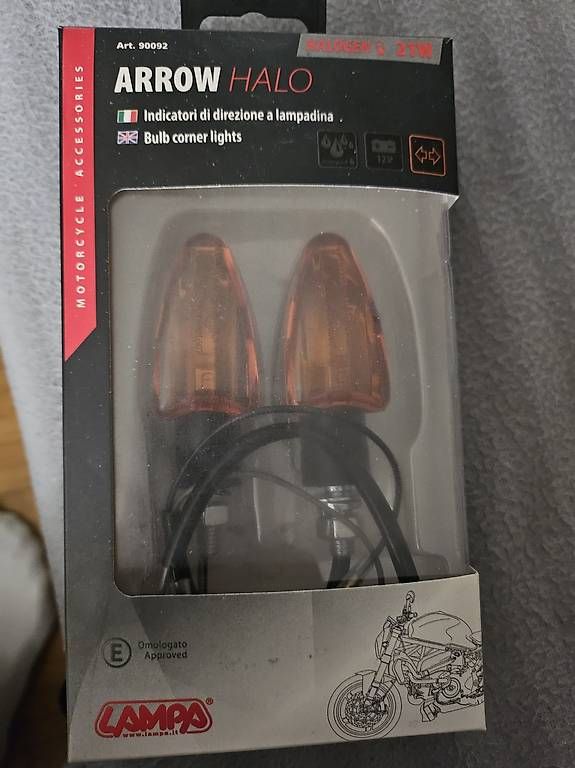 Art. 90092
HALOGEN 21W
ARROW HALO
Indicatori di direzione a lampadina
Bulb corner lights
12V
MOTORCYCLE ACCESSORIES
E
Omologato
Approved
LAMPA®
www.lampa.it